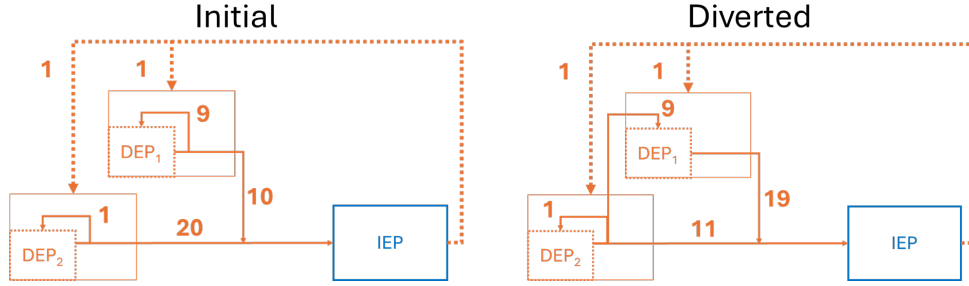 Initial
1
1
9
DEP1
10
1
20
DEP2
IEP
Diverted
1
1
9
DEP1
19
1
11
DEP2
IEP